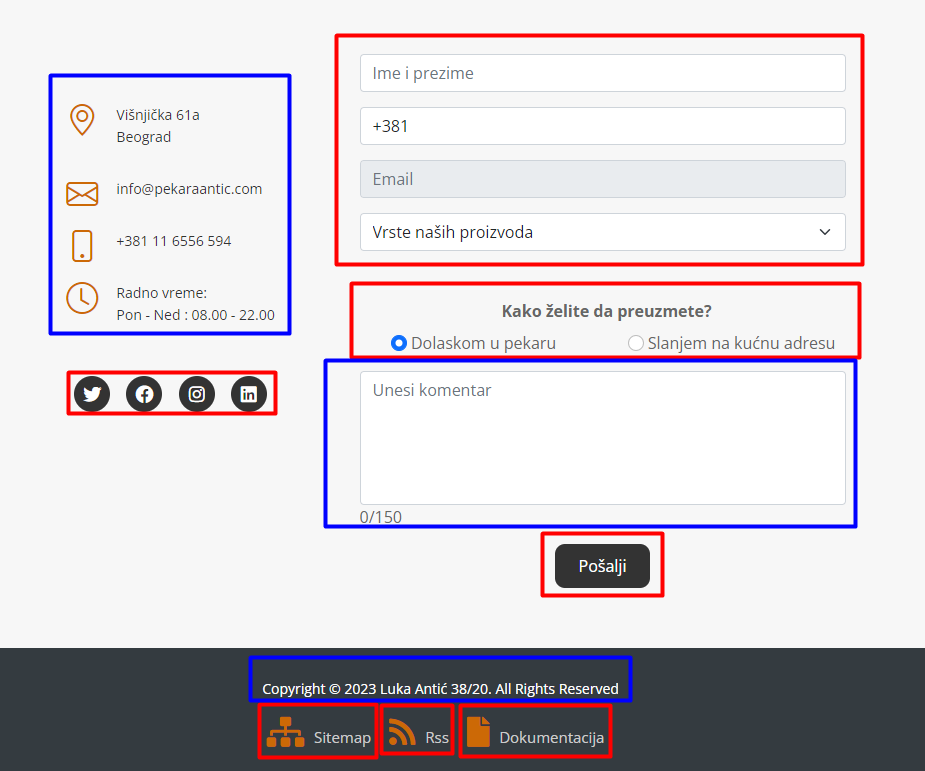 Višnjička 61a
Beograd
info@pekaraantic.com
+381 11 6556 594
Radno vreme:
Pon - Ned : 08.00 - 22.00
Ime i prezime
+381
Email
Vrste naših proizvoda
Kako želite da preuzmete?
Dolaskom u pekaru
Slanjem na kućnu adresu
Unesi komentar
0/150
Pošalji
Copyright © 2023 Luka Antić 38/20. All Rights Reserved
Sitemap
Rss
Dokumentacija